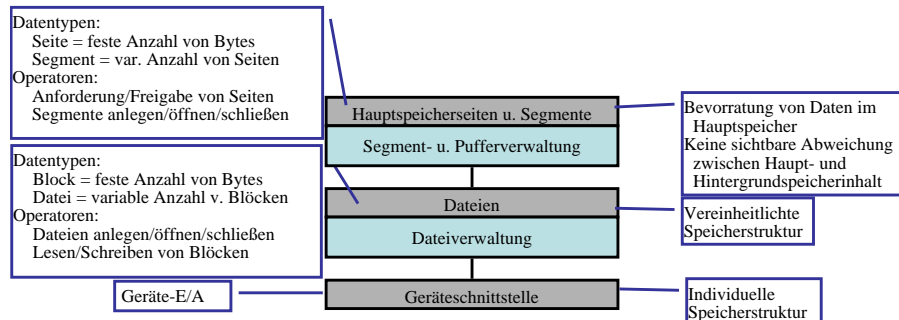 Datentypen:
Seite = feste Anzahl von Bytes
Segment = var. Anzahl von Seiten
Operatoren:
Anforderung/Freigabe von Seiten
Segmente anlegen/öffnen/schließen
Hauptspeicherseiten u. Segmente
Segment- u. Pufferverwaltung
Bevorratung von Daten im
Hauptspeicher
Keine sichtbare Abweichung
zwischen Haupt- und
Hintergrundspeicherinhalt
Datentypen:
Block = feste Anzahl von Bytes
Datei = variable Anzahl v. Blöcken
Operatoren:
Dateien anlegen/öffnen/schließen
Lesen/Schreiben von Blöcken
Dateien
Dateiverwaltung
Vereinheitlichte
Speicherstruktur
Geräte-E/A
Geräteschnittstelle
Individuelle
Speicherstruktur